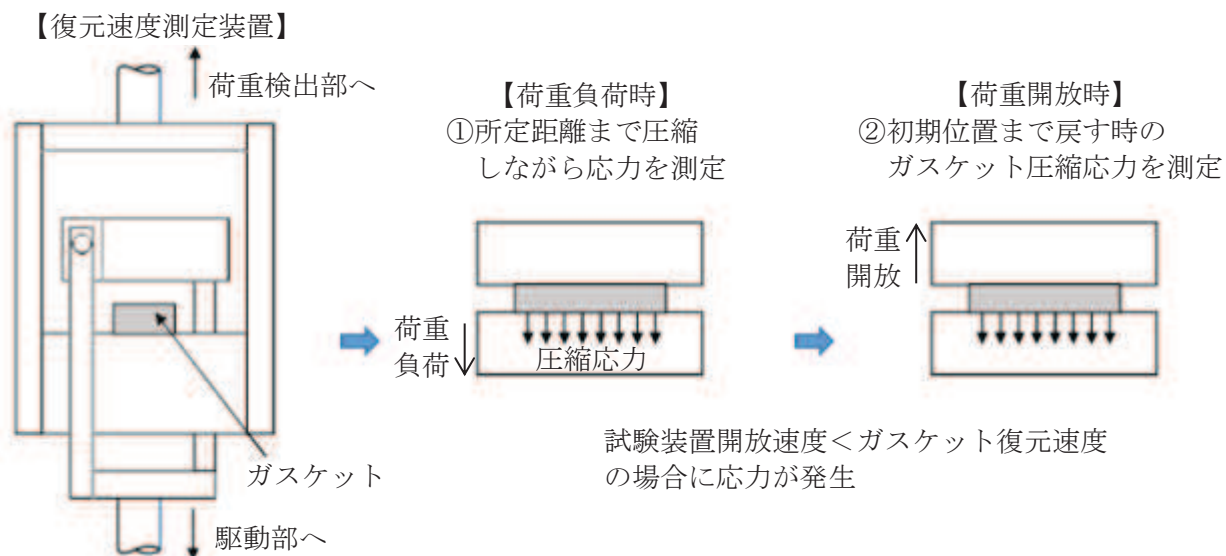 【復元速度測定装置】
荷重検出部へ
ガスケット
駆動部へ
【荷重負荷時】
①所定距離まで圧縮
しながら応力を測定
荷重
負荷
圧縮応力
【荷重開放時】
②初期位置まで戻す時の
ガスケット圧縮応力を測定
荷重
開放
試験装置開放速度＜ガスケット復元速度
の場合に応力が発生